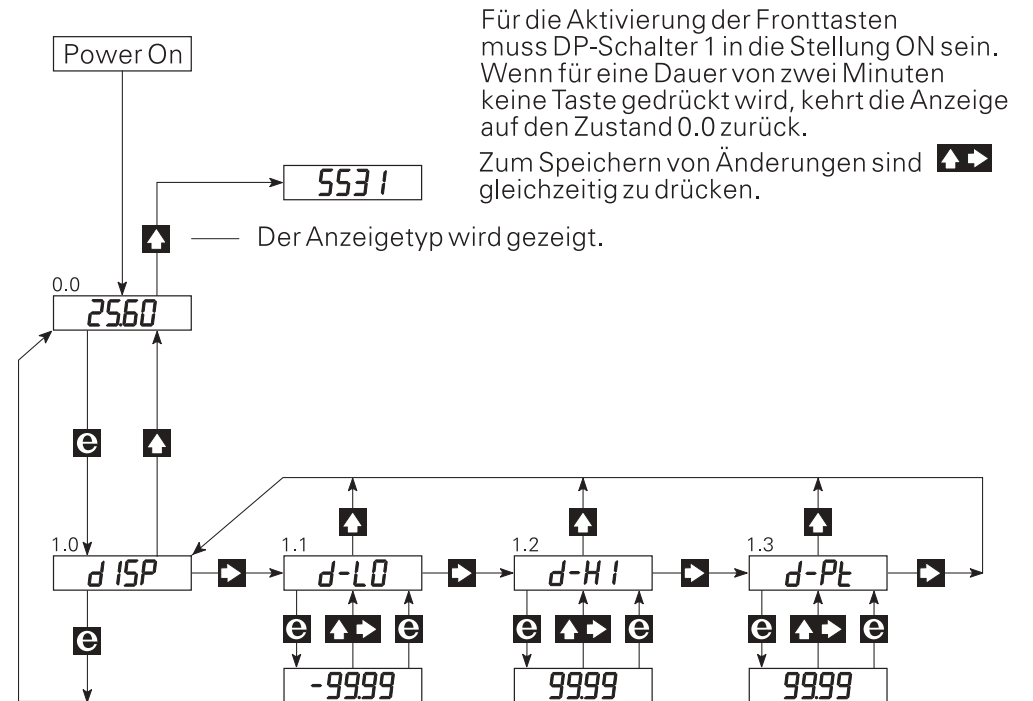 Für die Aktivierung der Fronttasten
muss DP-Schalter 1 in die Stellung ON sein.
Wenn für eine Dauer von zwei Minuten
keine Taste gedrückt wird, kehrt die Anzeige
auf den Zustand 0.0 zurück.
Zum Speichern von Änderungen sind
gleichzeitig zu drücken.
Power On
5531
Der Anzeigetyp wird gezeigt.
0.0
25.60
e
1.0
dISP
1.1
d-LO
1.2
d-HI
1.3
d-Pt
e
e e
e e
e e
-99.99
99.99
99.99